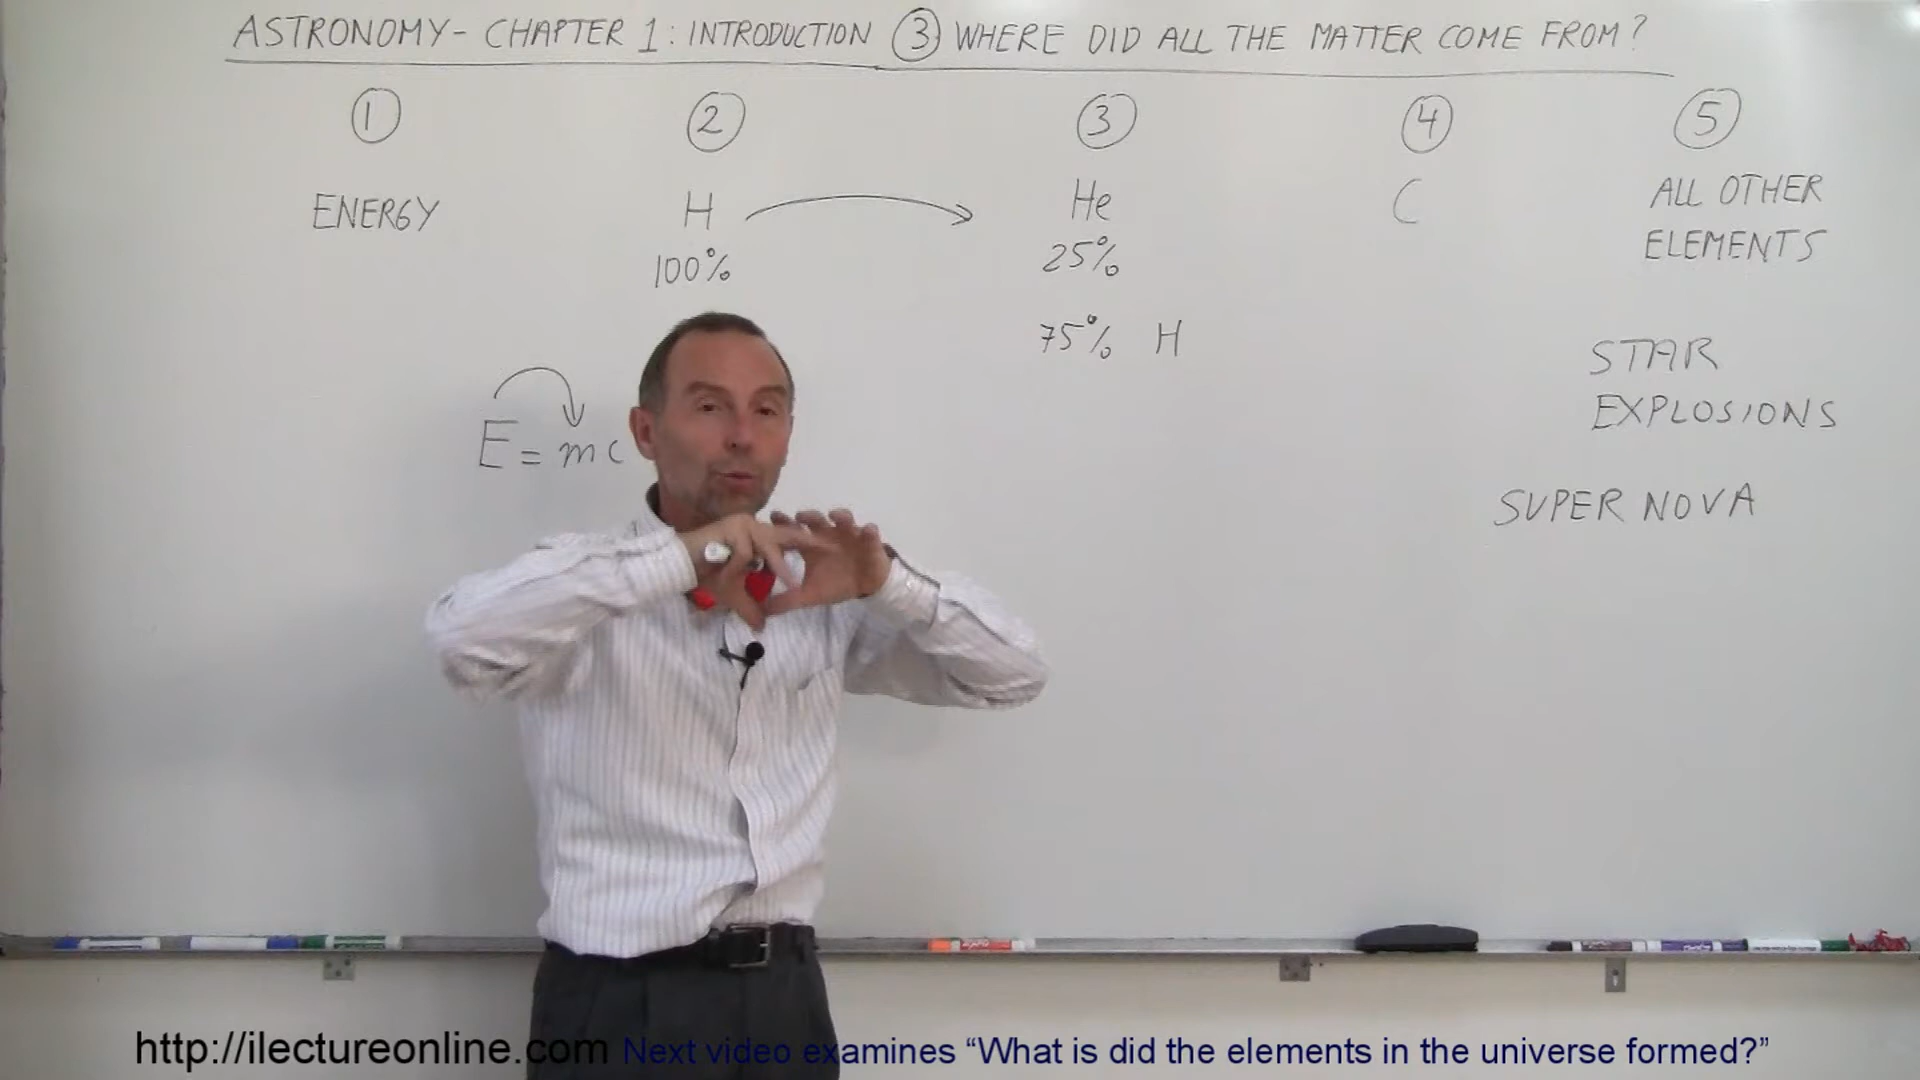 ASTRONOMY- CHAPTER 1: INTRODUCTION ③ WHERE DID ALL THE MATTER COME FROM?
① ② ③ ④ ⑤
ENERGY H He C ALL OTHER
ELEMENTS
100% 25%
75% H
STAR
EXPLOSIONS
E=mc
SUPER NOVA
http://ilectureonline.com Next video examines “What is did the elements in the universe formed?”